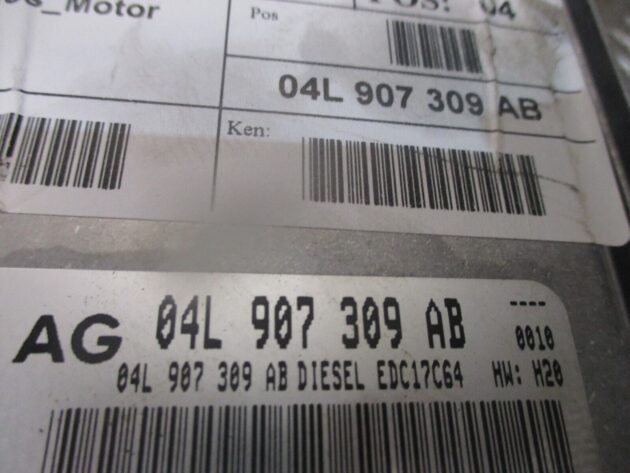 _Motor
Pos
POS: 04
04L 907 309 AB
Ken:
AG 04L 907 309 AB
----
0010
04L 907 309 AB DIESEL EDC17C64 HW: H20